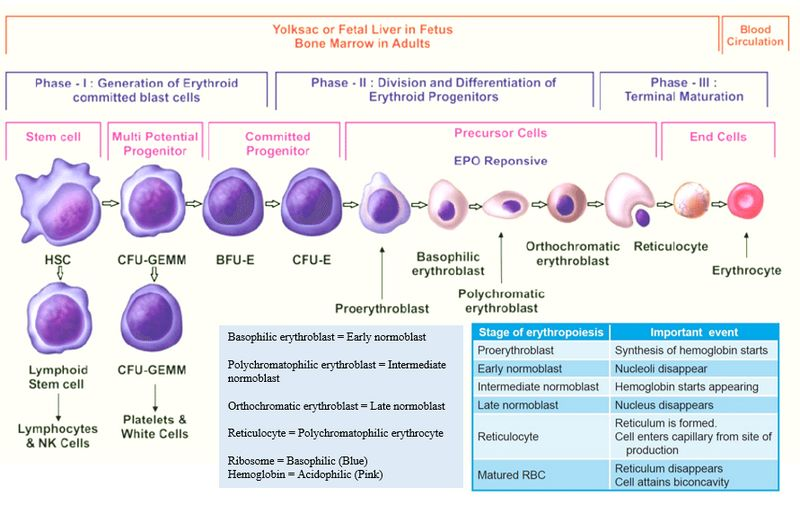 Yolksac or Fetal Liver in Fetus
Bone Marrow in Adults
Blood
Circulation
Phase - I : Generation of Erythroid
committed blast cells
Phase - II : Division and Differentiation of
Erythroid Progenitors
Phase - III :
Terminal Maturation
Stem cell
Multi Potential
Progenitor
Committed
Progenitor
Precursor Cells
EPO Reponsive
End Cells
HSC
CFU-GEMM
BFU-E
CFU-E
Proerythroblast
Basophilic
erythroblast
Polychromatic
erythroblast
Orthochromatic
erythroblast
Reticulocyte
Erythrocyte
Lymphoid
Stem cell
Lymphocytes
& NK Cells
CFU-GEMM
Platelets &
White Cells
Basophilic erythroblast = Early normoblast
Polychromatophilic erythroblast = Intermediate
normoblast
Orthochromatic erythroblast = Late normoblast
Reticulocyte = Polychromatophilic erythrocyte
Ribosome = Basophilic (Blue)
Hemoglobin = Acidophilic (Pink)
Stage of erythropoiesis Important event
Proerythroblast Synthesis of hemoglobin starts
Early normoblast Nucleoli disappear
Intermediate normoblast Hemoglobin starts appearing
Late normoblast Nucleus disappears
Reticulocyte Reticulum is formed.
Cell enters capillary from site of
production
Matured RBC Reticulum disappears
Cell attains biconcavity